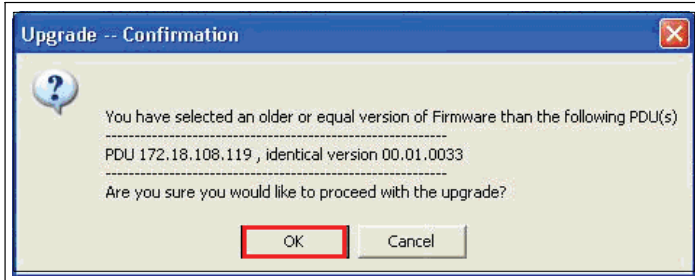 Upgrade -- Confirmation
You have selected an older or equal version of Firmware than the following PDU(s)
------------------------------------------------------------
PDU 172.18.108.119 , identical version 00.01.0033
------------------------------------------------------------
Are you sure you would like to proceed with the upgrade?
OK Cancel